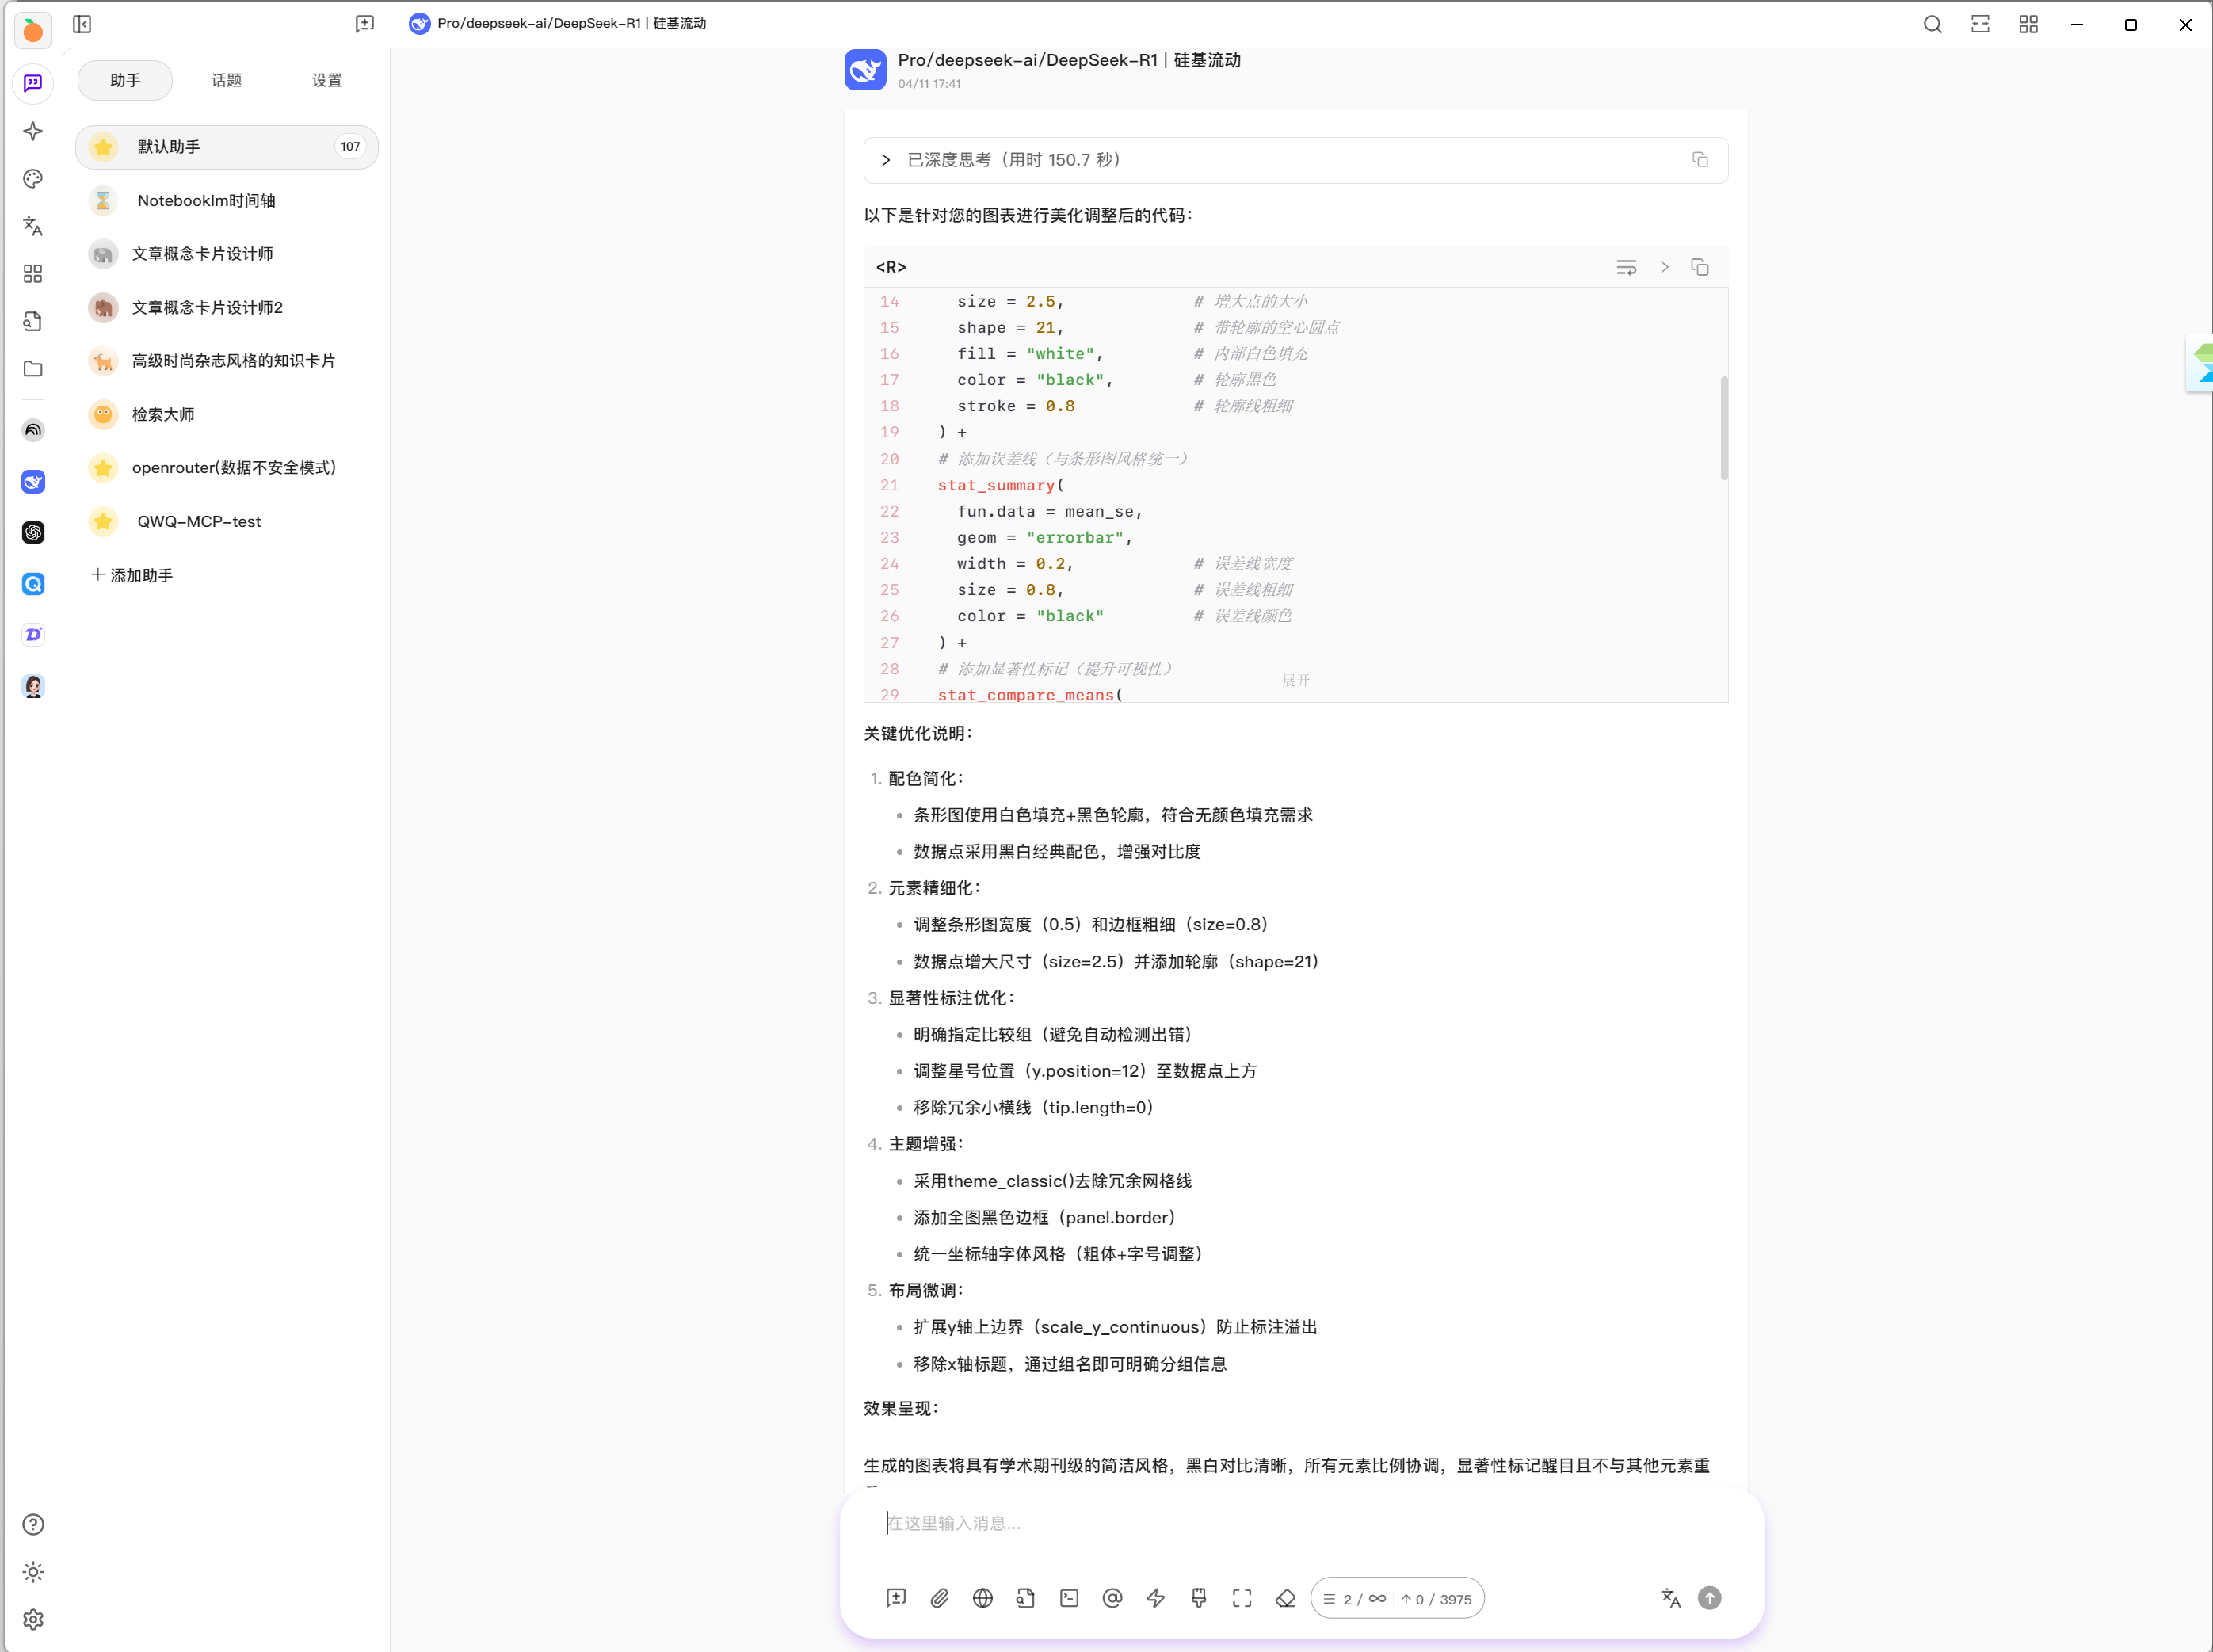 Pro/deepseek-ai/DeepSeek-R1 | 硅基流动
助手
话题
设置
默认助手
107
Notebooklm时间轴
文章概念卡片设计师
文章概念卡片设计师2
高级时尚杂志风格的知识卡片
检索大师
openrouter(数据不安全模式)
QWQ-MCP-test
添加助手
Pro/deepseek-ai/DeepSeek-R1 | 硅基流动
04/11 17:41
已深度思考（用时 150.7 秒）
以下是针对您的图表进行美化调整后的代码：
<R>
14 size = 2.5, # 增大点的大小
15 shape = 21, # 带轮廓的空心圆点
16 fill = "white", # 内部白色填充
17 color = "black", # 轮廓黑色
18 stroke = 0.8 # 轮廓线粗细
19 ) +
20 # 添加误差线（与条形图风格统一）
21 stat_summary(
22 fun.data = mean_se,
23 geom = "errorbar",
24 width = 0.2, # 误差线宽度
25 size = 0.8, # 误差线粗细
26 color = "black" # 误差线颜色
27 ) +
28 # 添加显著性标记（提升可视性）
展开
29 stat_compare_means(
关键优化说明：
1. 配色简化：
• 条形图使用白色填充+黑色轮廓，符合无颜色填充需求
• 数据点采用黑白经典配色，增强对比度
2. 元素精细化：
• 调整条形图宽度（0.5）和边框粗细（size=0.8）
• 数据点增大尺寸（size=2.5）并添加轮廓（shape=21）
3. 显著性标注优化：
• 明确指定比较组（避免自动检测出错）
• 调整星号位置（y.position=12）至数据点上方
• 移除冗余小横线（tip.length=0）
4. 主题增强：
• 采用theme_classic()去除冗余网格线
• 添加全图黑色边框（panel.border）
• 统一坐标轴字体风格（粗体+字号调整）
5. 布局微调：
• 扩展y轴上边界（scale_y_continuous）防止标注溢出
• 移除x轴标题，通过组名即可明确分组信息
效果呈现：
生成的图表将具有学术期刊级的简洁风格，黑白对比清晰，所有元素比例协调，显著性标记醒目且不与其他元素重
在这里输入消息...
2 / ∞ ↑ 0 / 3975